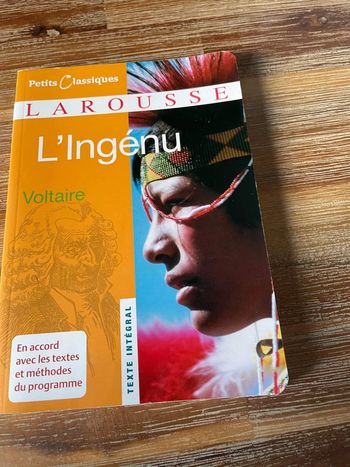 Petits Classiques
LAROUSSE
L'Ingénu
Voltaire
En accord
avec les textes
et méthodes
du programme
TEXTE INTÉGRAL